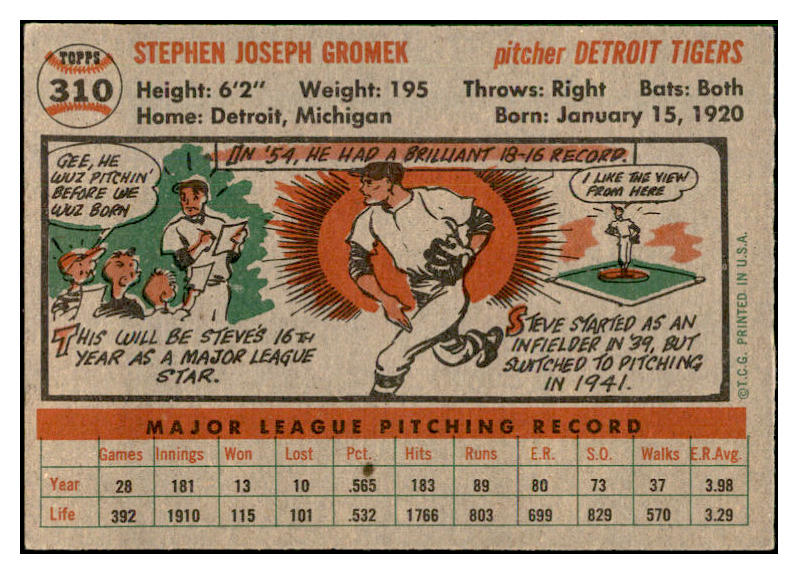 TOPPS
310
STEPHEN JOSEPH GROMEK
pitcher DETROIT TIGERS
Height: 6'2" Weight: 195 Throws: Right Bats: Both
Home: Detroit, Michigan Born: January 15, 1920
GEE, HE
WUZ PITCHIN'
BEFORE WE
WUZ BORN
IN '54, HE HAD A BRILLIANT 18-16 RECORD.
I LIKE THE VIEW
FROM HERE
THIS WILL BE STEVE'S 16TH
YEAR AS A MAJOR LEAGUE
STAR.
STEVE STARTED AS AN
INFIELDER IN '39, BUT
SWITCHED TO PITCHING
IN 1941.
©T.C.G. PRINTED IN U.S.A.
MAJOR LEAGUE PITCHING RECORD
Games Innings Won Lost Pct. Hits Runs E.R. S.O. Walks E.R.Avg.
Year 28 181 13 10 .565 183 89 80 73 37 3.98
Life 392 1910 115 101 .532 1766 803 699 829 570 3.29